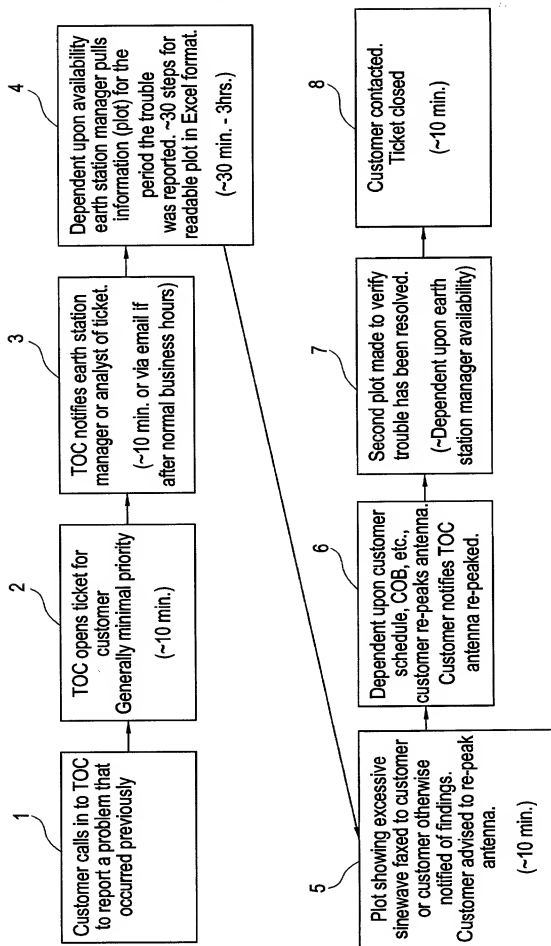 1
Customer calls in to TOC
to report a problem that
occurred previously
2
TOC opens ticket for
customer
Generally minimal priority
(~10 min.)
3
TOC notifies earth station
manager or analyst of ticket.
(~10 min. or via email if
after normal business hours)
4
Dependent upon availability
earth station manager pulls
information (plot) for the
period the trouble
was reported. ~30 steps for
readable plot in Excel format.
(~30 min. - 3hrs.)
5
Plot showing excessive
sinewave faxed to customer
or customer otherwise
notified of findings.
Customer advised to re-peak
antenna.
(~10 min.)
6
Dependent upon customer
schedule, COB, etc.,
customer re-peaks antenna.
Customer notifies TOC
antenna re-peaked.
7
Second plot made to verify
trouble has been resolved.
(~Dependent upon earth
station manager availability)
8
Customer contacted.
Ticket closed
(~10 min.)